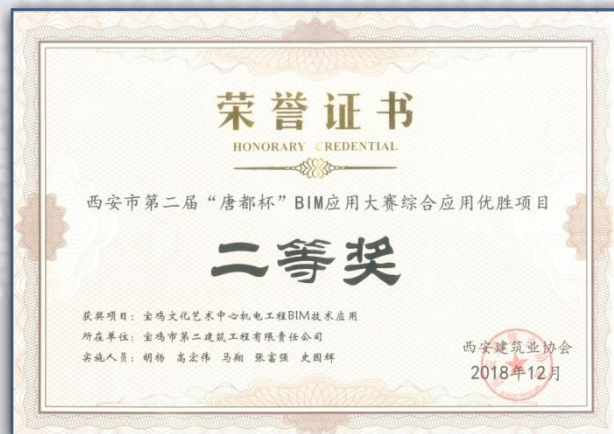 荣誉证书
HONORARY CREDENTIAL
西安市第二届“唐都杯”BIM应用大赛综合应用优胜项目
二等奖
获奖项目：宝鸡文化艺术中心机电工程BIM技术应用
所在单位：宝鸡市第二建筑工程有限责任公司
实施人员：胡杨 高宏伟 马翔 张富强 史图辉
西安建筑业协会
2018年12月